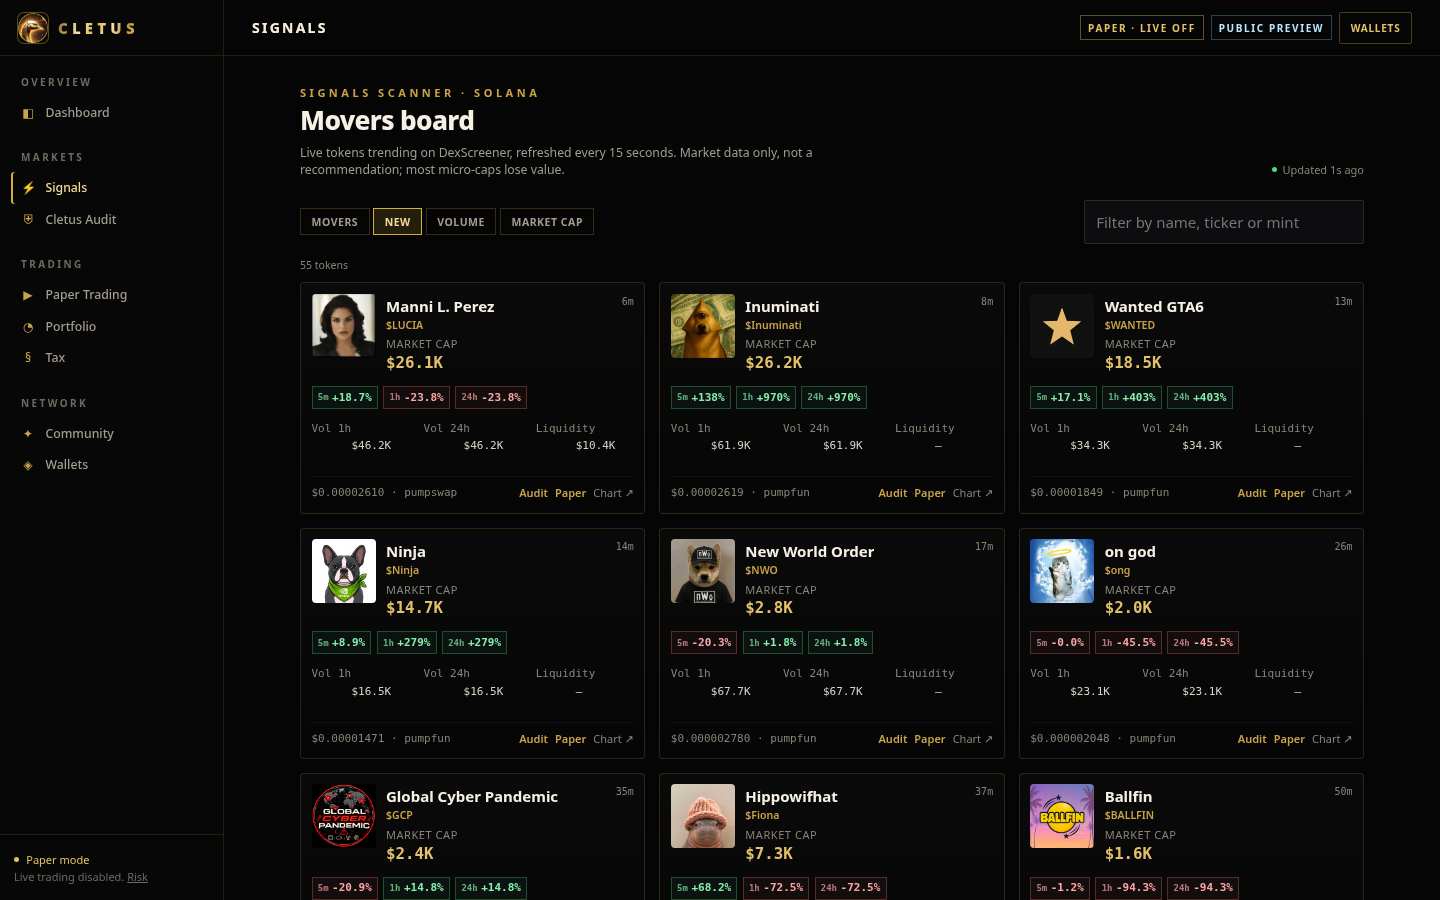 CLETUS
SIGNALS
PAPER · LIVE OFF
PUBLIC PREVIEW
WALLETS
OVERVIEW
Dashboard
MARKETS
Signals
Cletus Audit
TRADING
Paper Trading
Portfolio
§ Tax
NETWORK
Community
Wallets
Paper mode
Live trading disabled. Risk
SIGNALS SCANNER · SOLANA
Movers board
Live tokens trending on DexScreener, refreshed every 15 seconds. Market data only, not a
recommendation; most micro-caps lose value.
Updated 1s ago
MOVERS NEW VOLUME MARKET CAP
Filter by name, ticker or mint
55 tokens
Manni L. Perez 6m
$LUCIA
MARKET CAP
$26.1K
5m +18.7% 1h -23.8% 24h -23.8%
Vol 1h Vol 24h Liquidity
$46.2K $46.2K $10.4K
$0.00002610 · pumpswap Audit Paper Chart ↗
Inuminati 8m
$Inuminati
MARKET CAP
$26.2K
5m +138% 1h +970% 24h +970%
Vol 1h Vol 24h Liquidity
$61.9K $61.9K —
$0.00002619 · pumpfun Audit Paper Chart ↗
Wanted GTA6 13m
$WANTED
MARKET CAP
$18.5K
5m +17.1% 1h +403% 24h +403%
Vol 1h Vol 24h Liquidity
$34.3K $34.3K —
$0.00001849 · pumpfun Audit Paper Chart ↗
Ninja 14m
$Ninja
MARKET CAP
$14.7K
5m +8.9% 1h +279% 24h +279%
Vol 1h Vol 24h Liquidity
$16.5K $16.5K —
$0.00001471 · pumpfun Audit Paper Chart ↗
nWo
nWo
New World Order 17m
$NWO
MARKET CAP
$2.8K
5m -20.3% 1h +1.8% 24h +1.8%
Vol 1h Vol 24h Liquidity
$67.7K $67.7K —
$0.000002780 · pumpfun Audit Paper Chart ↗
on god 26m
$ong
MARKET CAP
$2.0K
5m -0.0% 1h -45.5% 24h -45.5%
Vol 1h Vol 24h Liquidity
$23.1K $23.1K —
$0.000002048 · pumpfun Audit Paper Chart ↗
GLOBAL
CYBER
PANDEMIC
Global Cyber Pandemic 35m
$GCP
MARKET CAP
$2.4K
5m -20.9% 1h +14.8% 24h +14.8%
Hippowifhat 37m
$Fiona
MARKET CAP
$7.3K
5m +68.2% 1h -72.5% 24h -72.5%
BALLFIN
Ballfin 50m
$BALLFIN
MARKET CAP
$1.6K
5m -1.2% 1h -94.3% 24h -94.3%